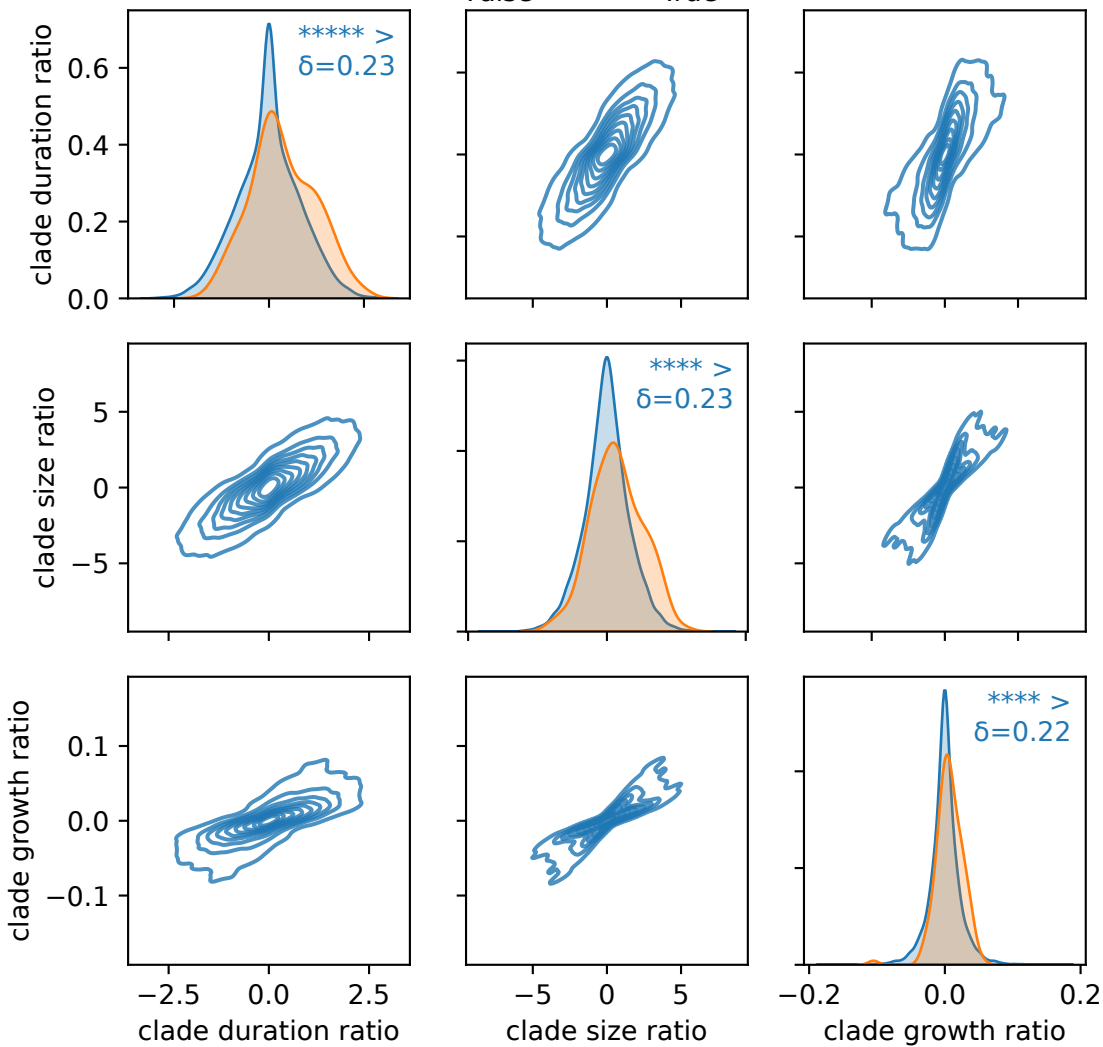 ***** >
δ=0.23
0.6
0.4
0.2
0.0
clade duration ratio
**** >
δ=0.23
5
0
−5
clade size ratio
**** >
δ=0.22
0.1
0.0
−0.1
clade growth ratio
−2.5 0.0 2.5
clade duration ratio
−5 0 5
clade size ratio
−0.2 0.0 0.2
clade growth ratio